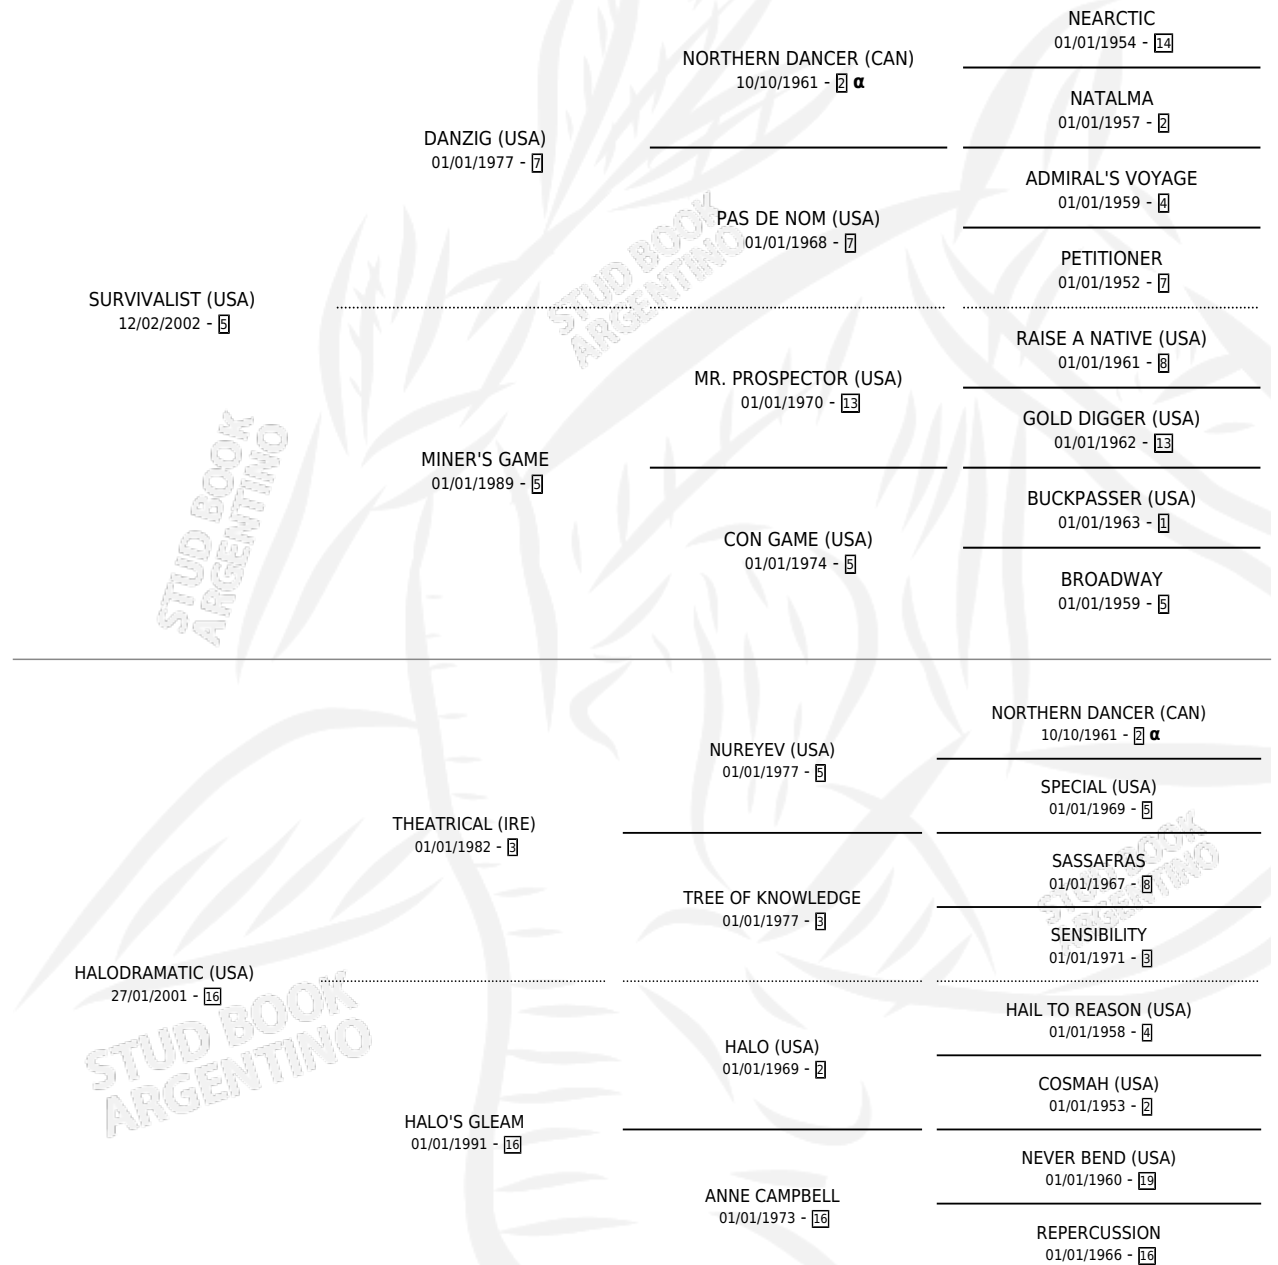 NEARCTIC
01/01/1954 - 14
NORTHERN DANCER (CAN)
10/10/1961 - 2 α
NATALMA
01/01/1957 - 2
DANZIG (USA)
01/01/1977 - 7
ADMIRAL'S VOYAGE
01/01/1959 - 4
PAS DE NOM (USA)
01/01/1968 - 7
PETITIONER
01/01/1952 - 7
SURVIVALIST (USA)
12/02/2002 - 5
RAISE A NATIVE (USA)
01/01/1961 - 8
MR. PROSPECTOR (USA)
01/01/1970 - 13
GOLD DIGGER (USA)
01/01/1962 - 13
MINER'S GAME
01/01/1989 - 5
BUCKPASSER (USA)
01/01/1963 - 1
CON GAME (USA)
01/01/1974 - 5
BROADWAY
01/01/1959 - 5
NORTHERN DANCER (CAN)
10/10/1961 - 2 α
NUREYEV (USA)
01/01/1977 - 5
SPECIAL (USA)
01/01/1969 - 5
THEATRICAL (IRE)
01/01/1982 - 3
SASSAFRAS
01/01/1967 - 8
TREE OF KNOWLEDGE
01/01/1977 - 3
SENSIBILITY
01/01/1971 - 3
HALODRAMATIC (USA)
27/01/2001 - 16
HAIL TO REASON (USA)
01/01/1958 - 4
HALO (USA)
01/01/1969 - 2
COSMAH (USA)
01/01/1953 - 2
HALO'S GLEAM
01/01/1991 - 16
NEVER BEND (USA)
01/01/1960 - 19
ANNE CAMPBELL
01/01/1973 - 16
REPERCUSSION
01/01/1966 - 16
STUD BOOK
ARGENTINO
STUD BOOK
ARGENTINO
STUD BOOK
ARGENTINO
STUD BOOK
ARGENTINO